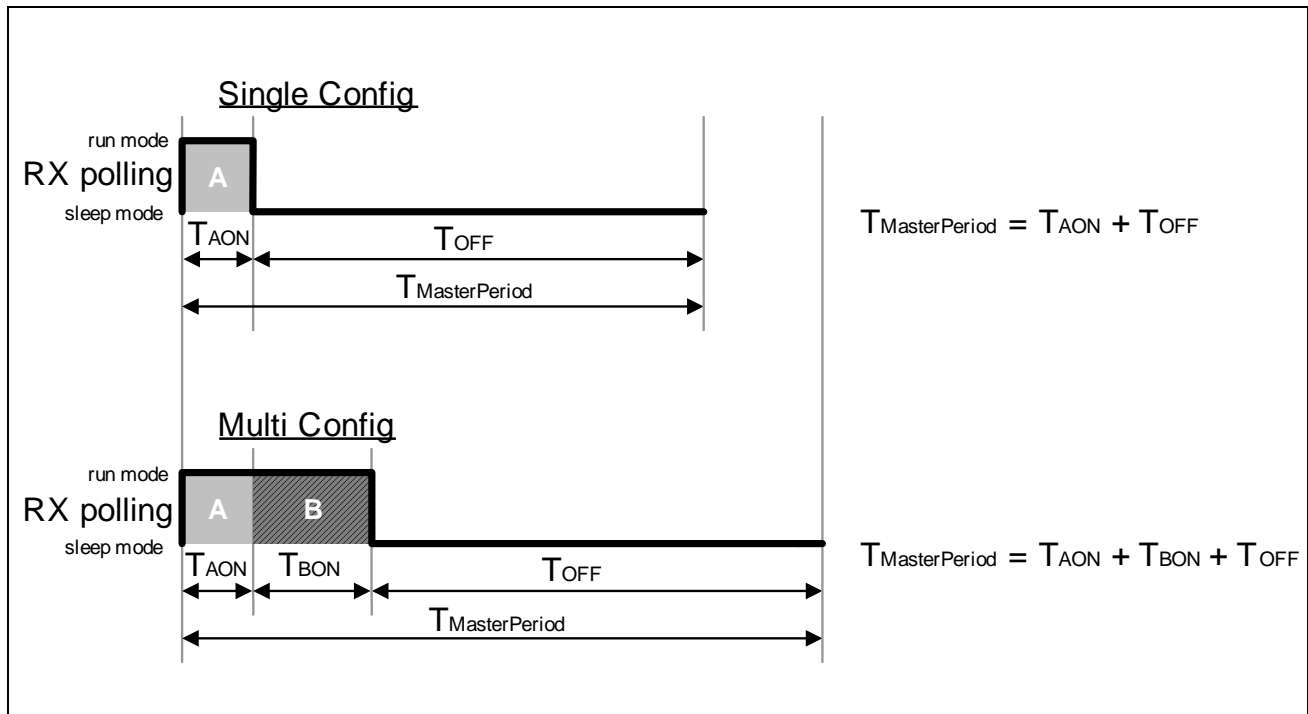 Single Config
run mode
RX polling
A
sleep mode
TAON
TOFF
TMasterPeriod
TMasterPeriod = TAON + TOFF
Multi Config
run mode
RX polling
A
B
sleep mode
TAON
TBON
TOFF
TMasterPeriod
TMasterPeriod = TAON + TBON + TOFF